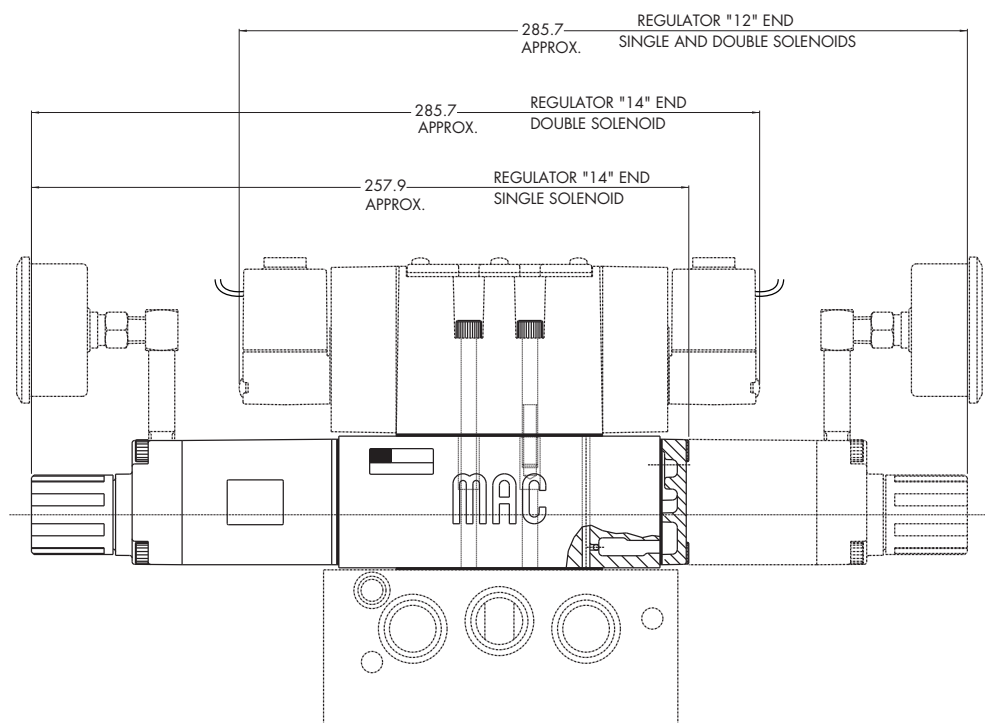 285.7
APPROX.
REGULATOR "12" END
SINGLE AND DOUBLE SOLENOIDS
285.7
APPROX.
REGULATOR "14" END
DOUBLE SOLENOID
257.9
APPROX.
REGULATOR "14" END
SINGLE SOLENOID
MAC